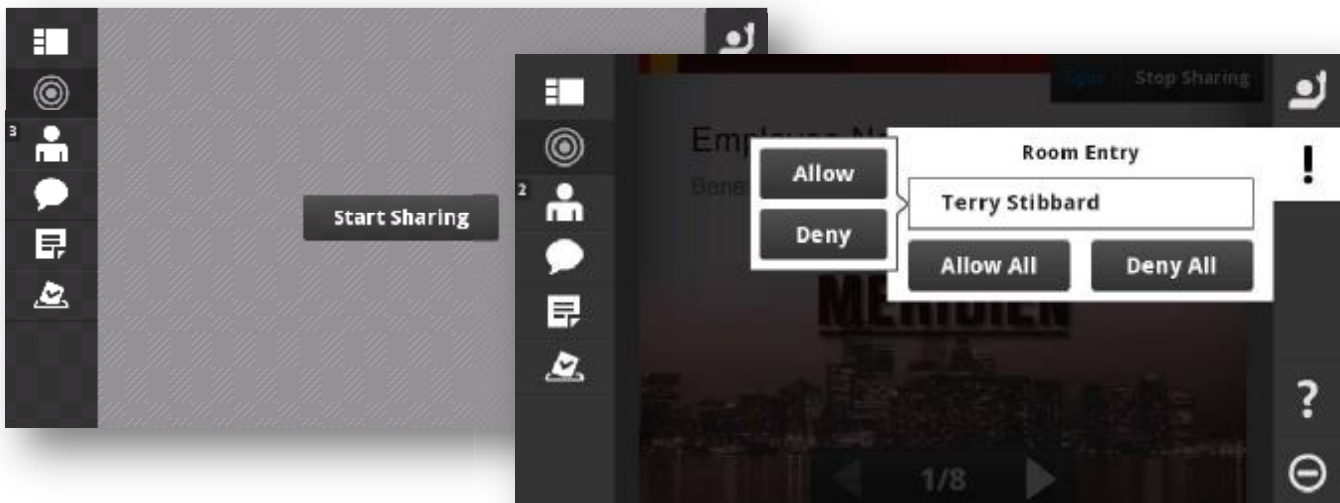 3
Start Sharing
2
Stop Sharing
Room Entry
Terry Stibbard
Allow
Deny
Allow All
Deny All
MERIDIEN
1/8